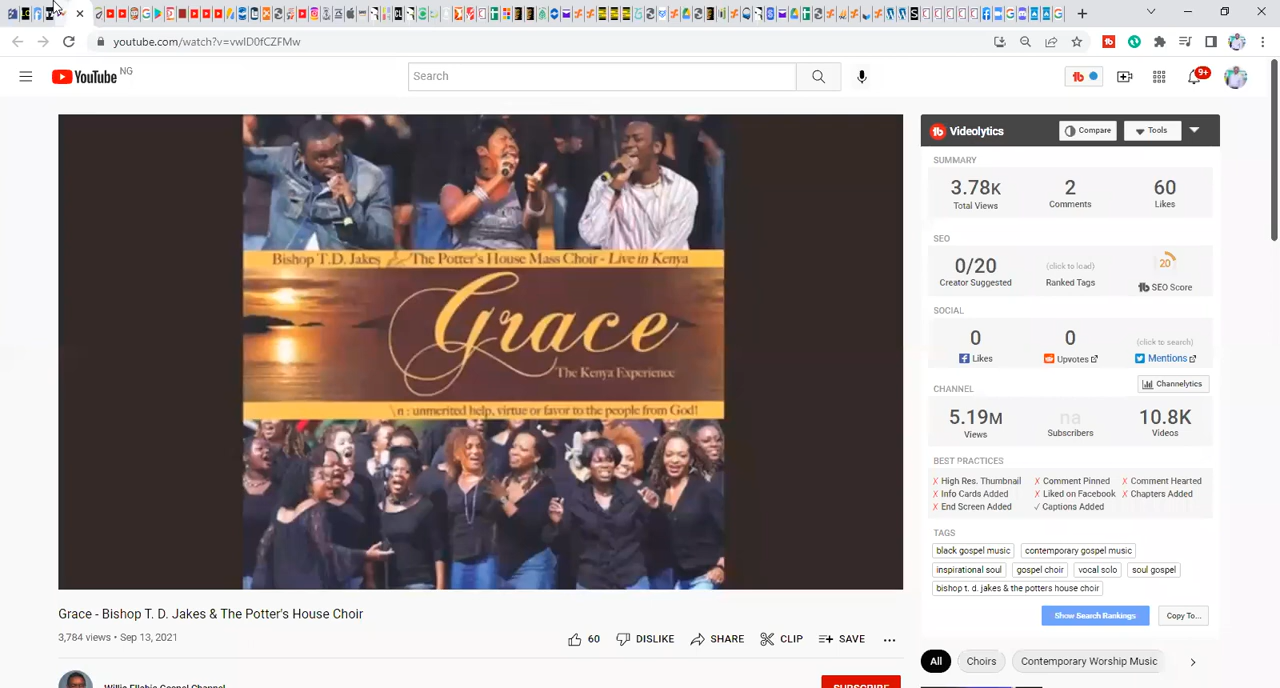 youtube.com/watch?v=vwlD0fCZFMw
YouTube NG
Search
9+
Bishop T.D. Jakes & The Potter's House Mass Choir - Live in Kenya
Grace
The Kenya Experience
\n : unmerited help, virtue or favor to the people from God!
Grace - Bishop T. D. Jakes & The Potter's House Choir
3,784 views • Sep 13, 2021
60 DISLIKE SHARE CLIP SAVE
Willie Ellebie Gospel Channel
SUBSCRIBE
tb Videolytics Compare Tools
SUMMARY
3.78K 2 60
Total Views Comments Likes
SEO
0/20 (click to load) 20
Creator Suggested Ranked Tags tb SEO Score
SOCIAL
0 0 (click to search)
Likes Upvotes Mentions
CHANNEL Channelytics
5.19M na 10.8K
Views Subscribers Videos
BEST PRACTICES
X High Res. Thumbnail X Comment Pinned X Comment Hearted
X Info Cards Added X Liked on Facebook X Chapters Added
X End Screen Added ✓ Captions Added
TAGS
black gospel music contemporary gospel music
inspirational soul gospel choir vocal solo soul gospel
bishop t. d. jakes & the potters house choir
Show Search Rankings Copy To...
All Choirs Contemporary Worship Music